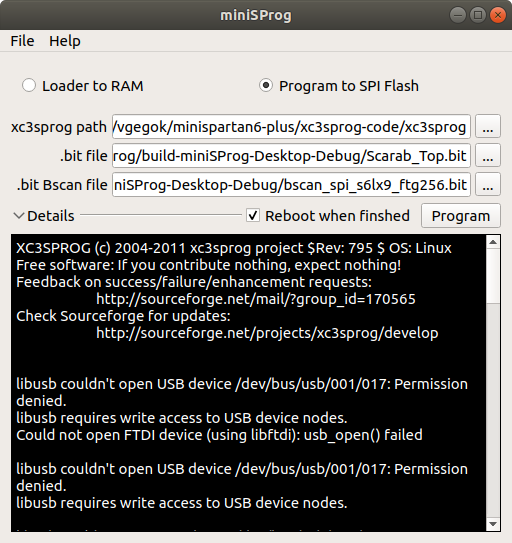 miniSProg
File Help
Loader to RAM Program to SPI Flash
xc3sprog path /vgegok/minispartan6-plus/xc3sprog-code/xc3sprog ...
.bit file rog/build-miniSProg-Desktop-Debug/Scarab_Top.bit ...
.bit Bscan file niSProg-Desktop-Debug/bscan_spi_s6lx9_ftg256.bit ...
Details Reboot when finshed Program
XC3SPROG (c) 2004-2011 xc3sprog project $Rev: 795 $ OS: Linux
Free software: If you contribute nothing, expect nothing!
Feedback on success/failure/enhancement requests:
http://sourceforge.net/mail/?group_id=170565
Check Sourceforge for updates:
http://sourceforge.net/projects/xc3sprog/develop
libusb couldn't open USB device /dev/bus/usb/001/017: Permission
denied.
libusb requires write access to USB device nodes.
Could not open FTDI device (using libftdi): usb_open() failed
libusb couldn't open USB device /dev/bus/usb/001/017: Permission
denied.
libusb requires write access to USB device nodes.